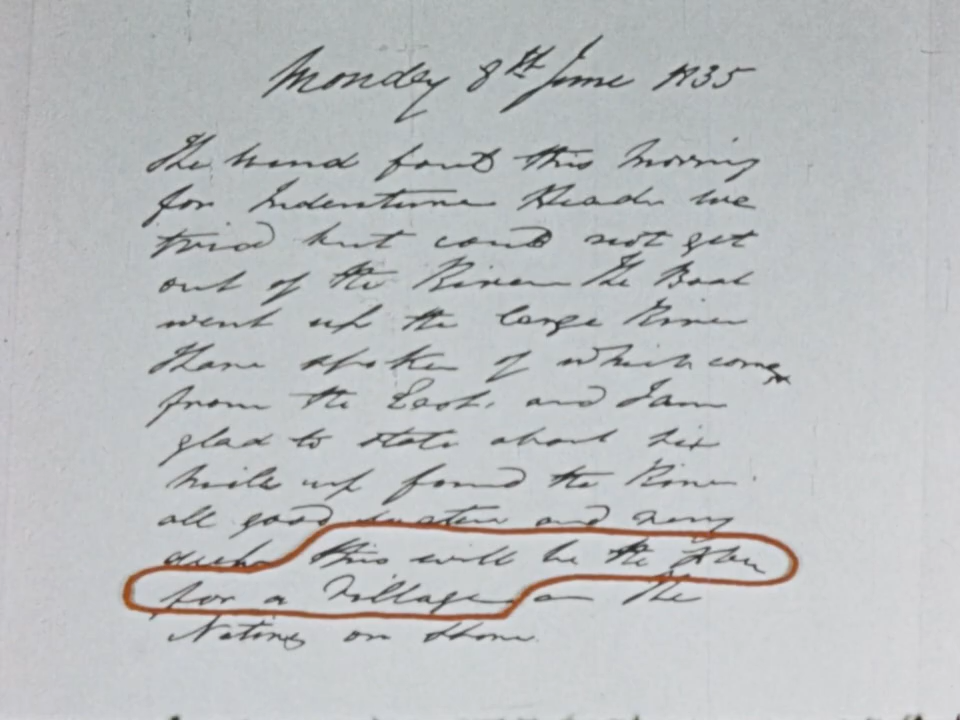 Monday 8th June 1835
The wind foul this Morning
for Head we
tried but coud not get
out of the River The Boat
went up the large River
I have spoken of which comes
from the East, and I am
glad to state about six
Miles up found the River
all good water and very
deep this will be the place
for a Village the
Natives on shore